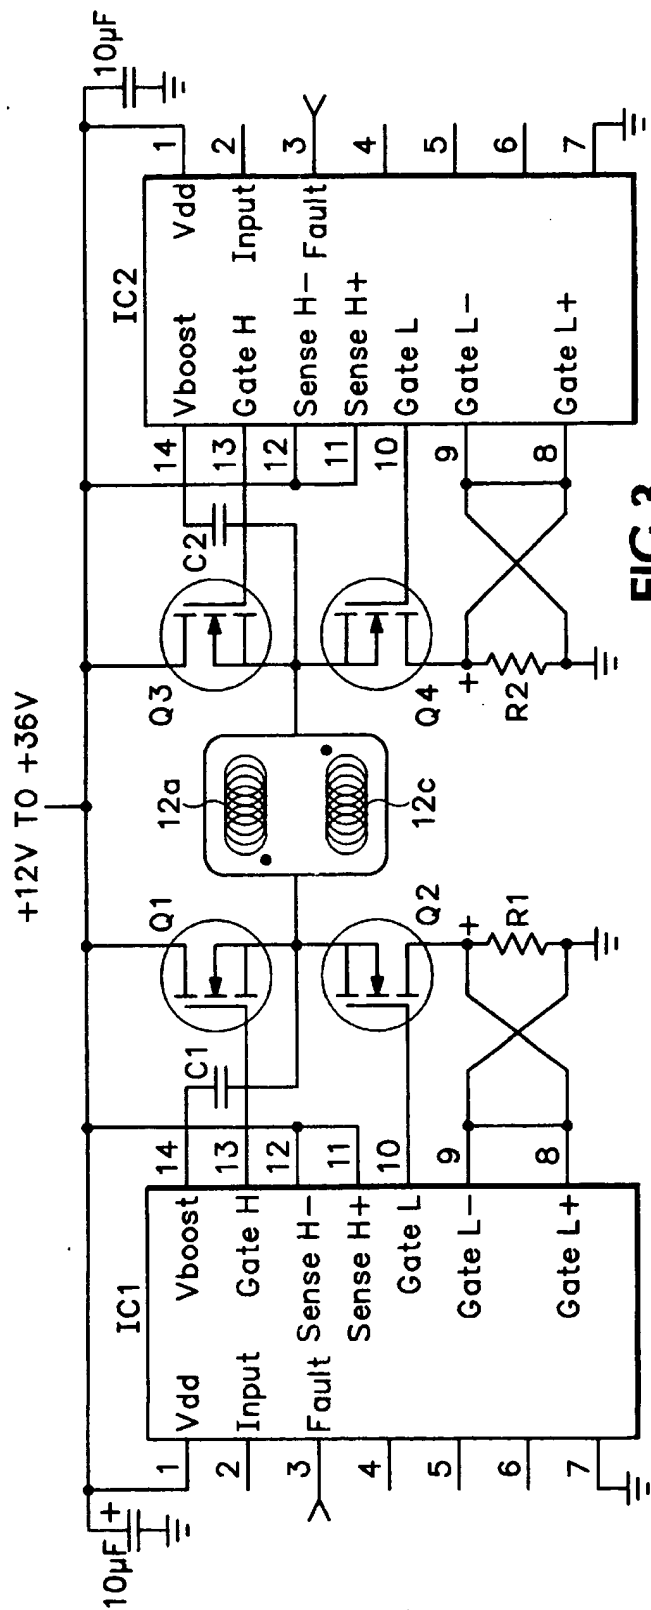 +12V TO +36V
10µF
+
1
Vdd
2
Input
3
Fault
4
5
6
7
IC1
14
Vboost
13
Gate H
12
Sense H-
11
Sense H+
10
Gate L
9
Gate L-
8
Gate L+
C1
Q1
Q2
+
R1
12a
12c
Q3
Q4
+
R2
C2
IC2
14
Vboost
13
Gate H
12
Sense H-
11
Sense H+
10
Gate L
9
Gate L-
8
Gate L+
1
Vdd
2
Input
3
Fault
4
5
6
7
10µF
FIG.3